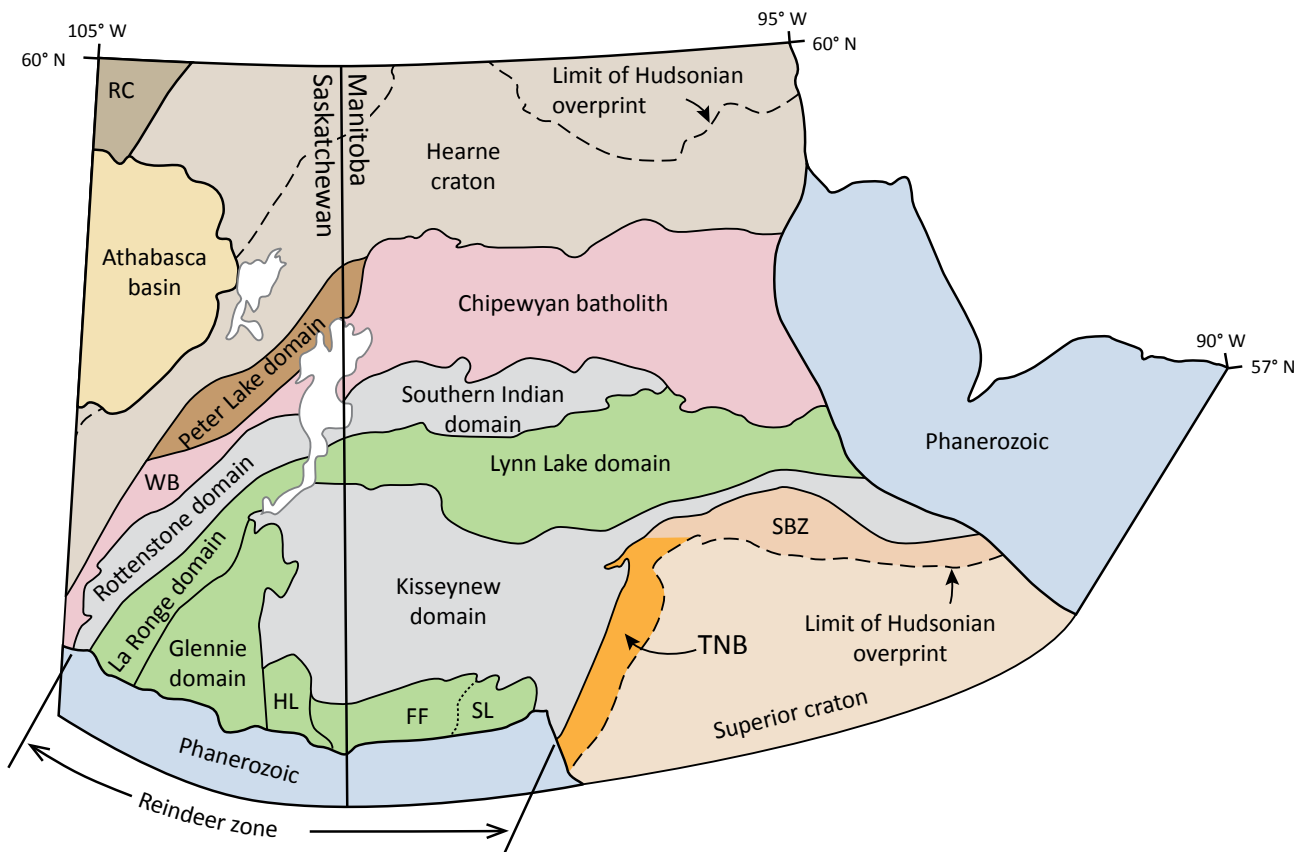 105° W
95° W
60° N
60° N
RC
Saskatchewan
Manitoba
Limit of Hudsonian
overprint
Hearne
craton
Athabasca
basin
Chipewyan batholith
Peter Lake domain
90° W
57° N
Southern Indian
domain
Phanerozoic
Lynn Lake domain
WB
Rottenstone domain
SBZ
La Ronge domain
Kisseynew
domain
Limit of Hudsonian
overprint
TNB
Glennie
domain
HL
FF
SL
Superior craton
Phanerozoic
Reindeer zone